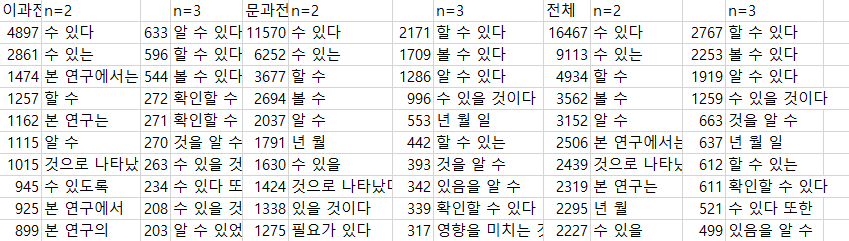 이과전 n=2 n=3 문과전 n=2 n=3 전체 n=2 n=3
4897 수 있다 633 알 수 있다 11570 수 있다 2171 할 수 있다 16467 수 있다 2767 할 수 있다
2861 수 있는 596 할 수 있다 6252 수 있는 1709 볼 수 있다 9113 수 있는 2253 볼 수 있다
1474 본 연구에서는 544 볼 수 있다 3677 할 수 1286 알 수 있다 4934 할 수 1919 알 수 있다
1257 할 수 272 확인할 수 2694 볼 수 996 수 있을 것이다 3562 볼 수 1259 수 있을 것이다
1162 본 연구는 271 확인할 수 2037 알 수 553 년 월 일 3152 알 수 663 것을 알 수
1115 알 수 270 것을 알 수 1791 년 월 442 할 수 있는 2506 본 연구에서는 637 년 월 일
1015 것으로 나타났 263 수 있을 것 1630 수 있을 393 것을 알 수 2439 것으로 나타났 612 할 수 있는
945 수 있도록 234 수 있다 또 1424 것으로 나타났다 342 있음을 알 수 2319 본 연구는 611 확인할 수 있다
925 본 연구에서 208 수 있을 것 1338 있을 것이다 339 확인할 수 있다 2295 년 월 521 수 있다 또한
899 본 연구의 203 알 수 있었 1275 필요가 있다 317 영향을 미치는 2227 수 있을 499 있음을 알 수